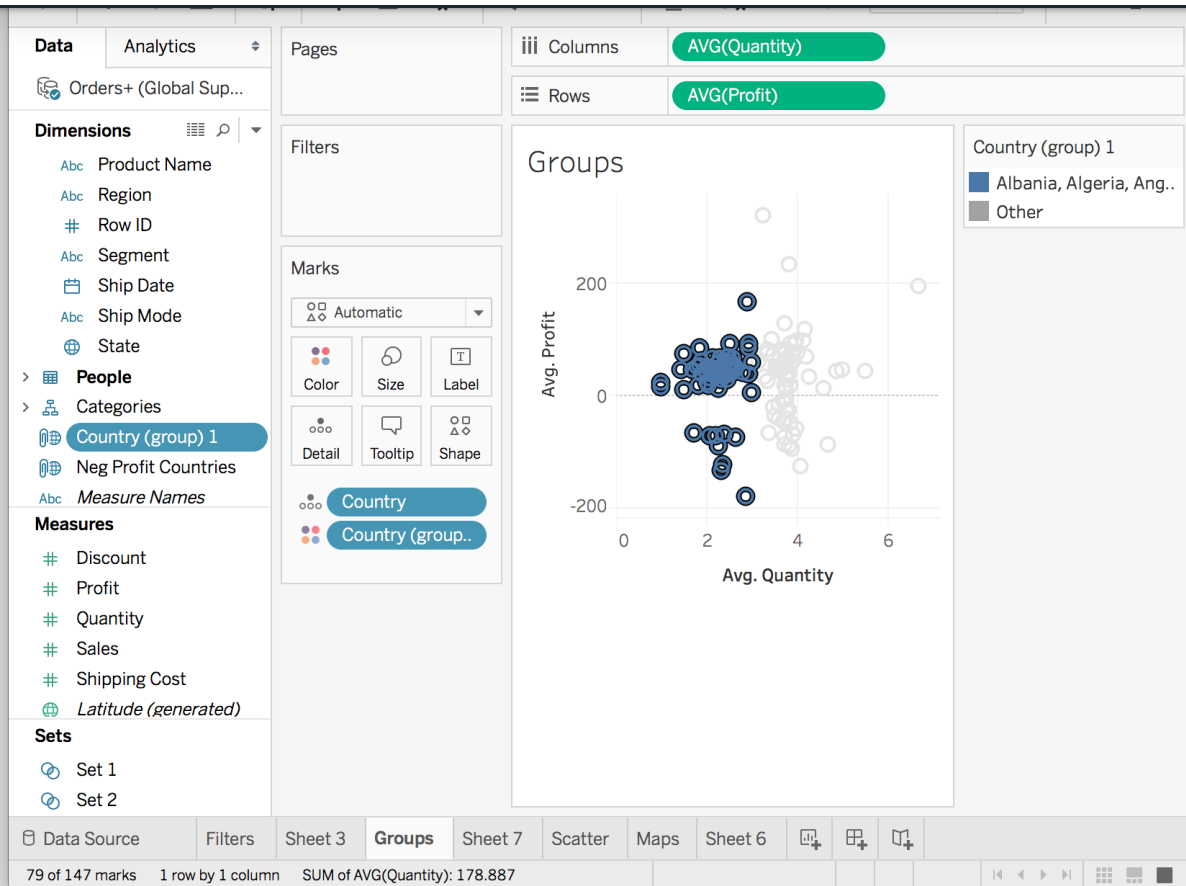 Data
Analytics
Orders+ (Global Sup...
Dimensions
Abc Product Name
Abc Region
# Row ID
Abc Segment
Ship Date
Abc Ship Mode
State
People
Categories
Country (group) 1
Neg Profit Countries
Abc Measure Names
Measures
# Discount
# Profit
# Quantity
# Sales
# Shipping Cost
Latitude (generated)
Sets
Set 1
Set 2
Pages
Filters
Marks
Automatic
Color Size Label
Detail Tooltip Shape
Country
Country (group..
Columns AVG(Quantity)
Rows AVG(Profit)
Groups
Avg. Profit
200
0
-200
0 2 4 6
Avg. Quantity
Country (group) 1
Albania, Algeria, Ang..
Other
Data Source Filters Sheet 3 Groups Sheet 7 Scatter Maps Sheet 6
79 of 147 marks 1 row by 1 column SUM of AVG(Quantity): 178.887